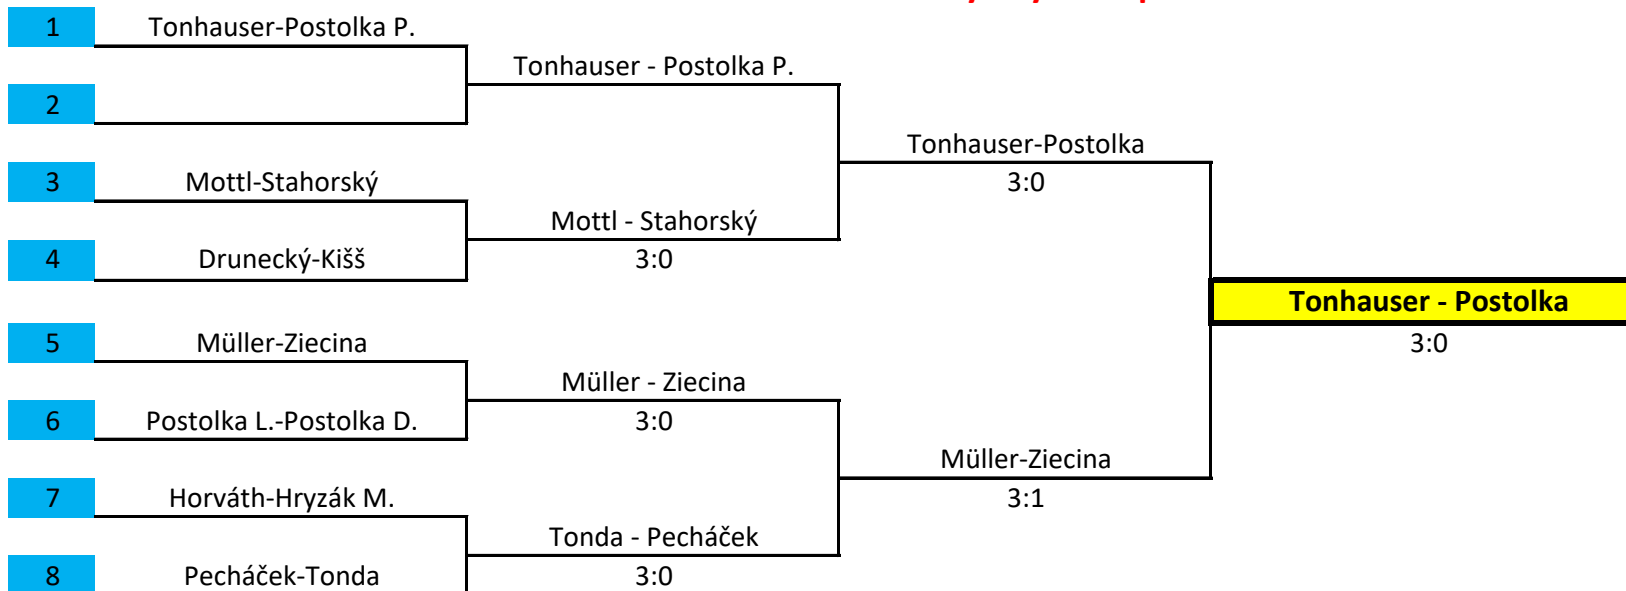 1 Tonhauser-Postolka P.
Tonhauser - Postolka P.
2
Tonhauser-Postolka
3 Mottl-Stahorský 3:0
Mottl - Stahorský
4 Drunecký-Kišš 3:0
Tonhauser - Postolka
5 Müller-Ziecina 3:0
Müller - Ziecina
6 Postolka L.-Postolka D. 3:0
Müller-Ziecina
7 Horváth-Hryzák M. 3:1
Tonda - Pecháček
8 Pecháček-Tonda 3:0